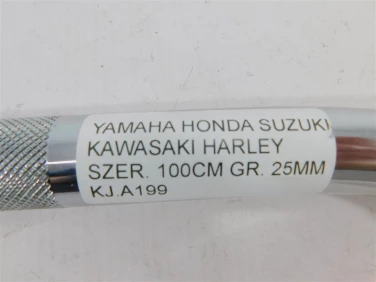 YAMAHA HONDA SUZUKI
KAWASAKI HARLEY
SZER. 100CM GR. 25MM
KJ.A199